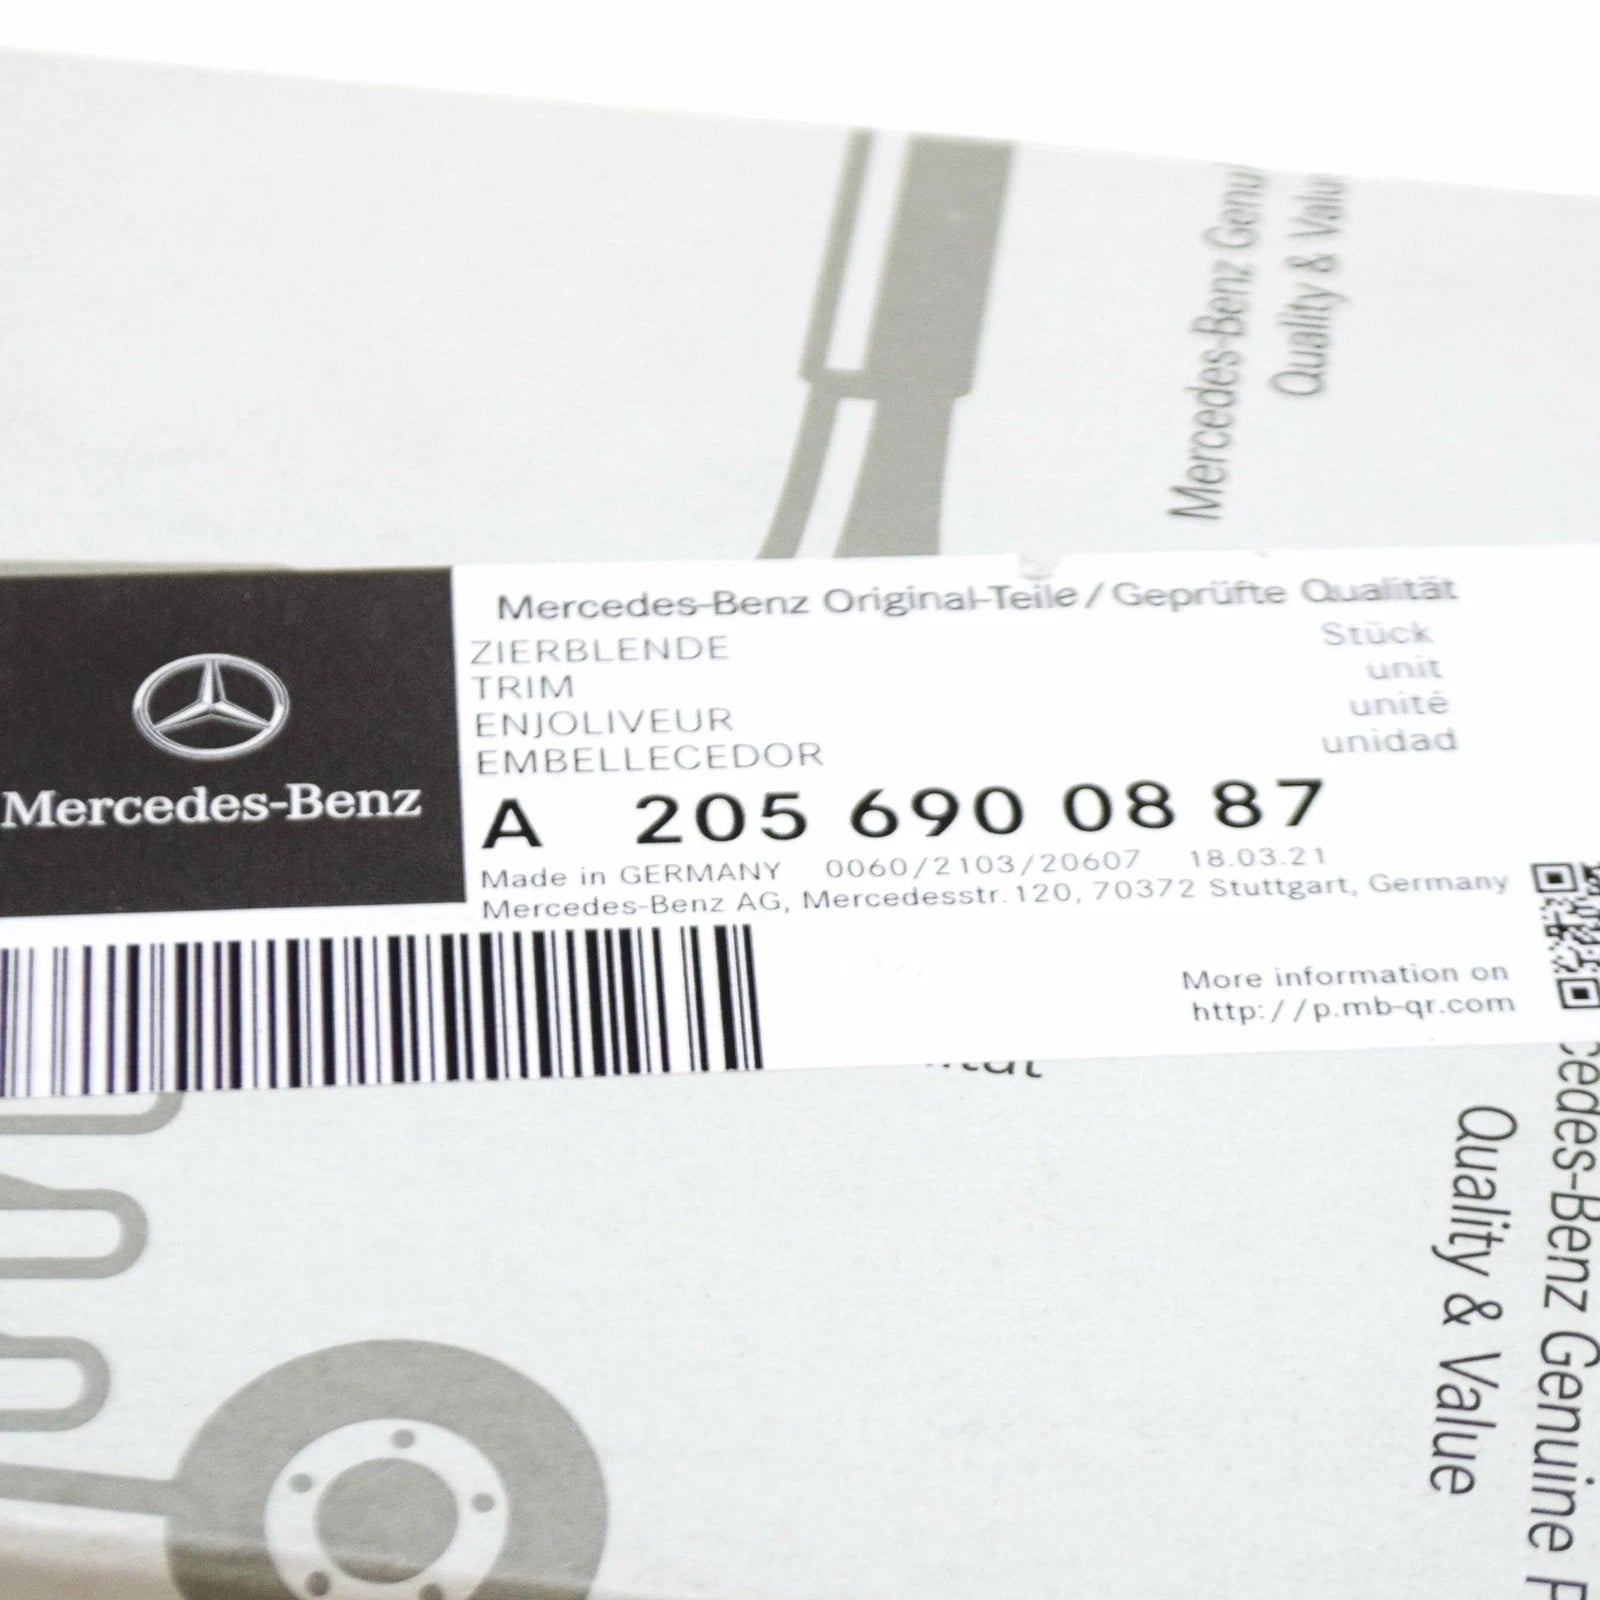 Mercedes-Benz Genui
Quality & Valu
Mercedes-Benz
Mercedes-Benz Original-Teile / Geprüfte Qualität
ZIERBLENDE Stück
TRIM unit
ENJOLIVEUR unité
EMBELLECEDOR unidad
A 205 690 08 87
Made in GERMANY 0060/2103/20607 18.03.21
Mercedes-Benz AG, Mercedesstr. 120, 70372 Stuttgart, Germany
More information on
http://p.mb-qr.com
cedes-Benz Genuine P
Quality & Value